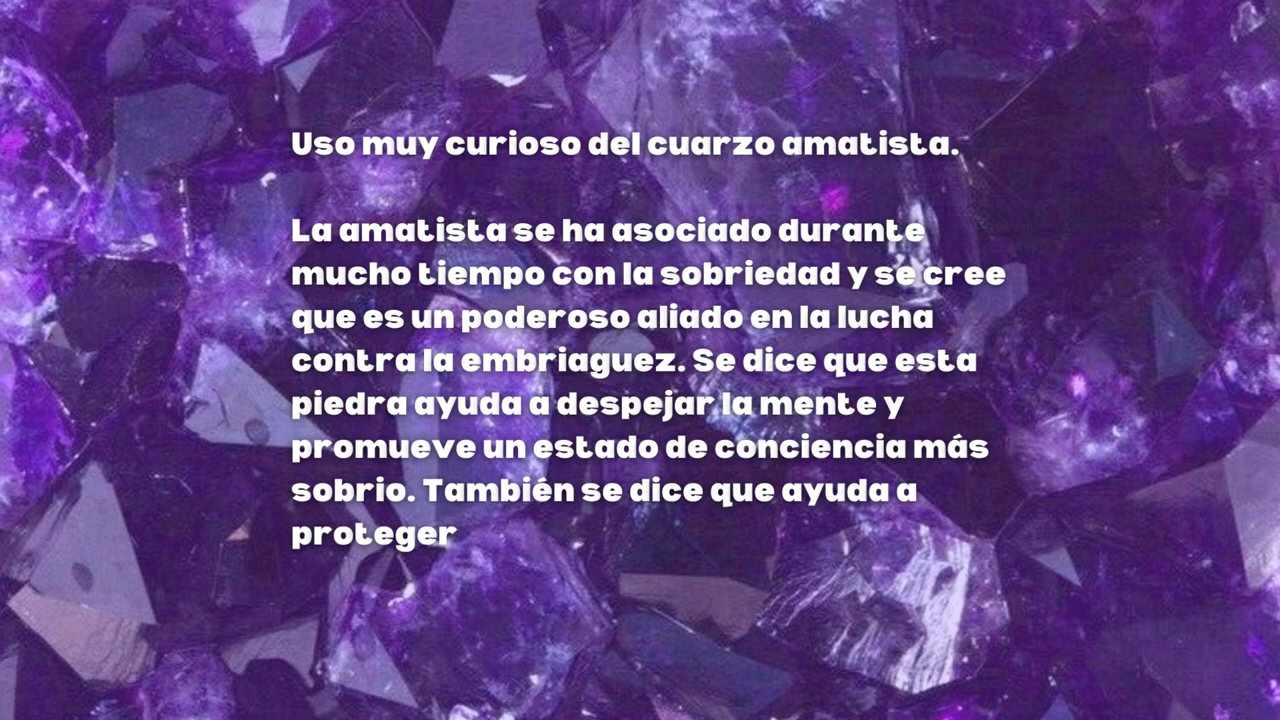 Uso muy curioso del cuarzo amatista.
La amatista se ha asociado durante
mucho tiempo con la sobriedad y se cree
que es un poderoso aliado en la lucha
contra la embriaguez. Se dice que esta
piedra ayuda a despejar la mente y
promueve un estado de conciencia más
sobrio. También se dice que ayuda a
proteger